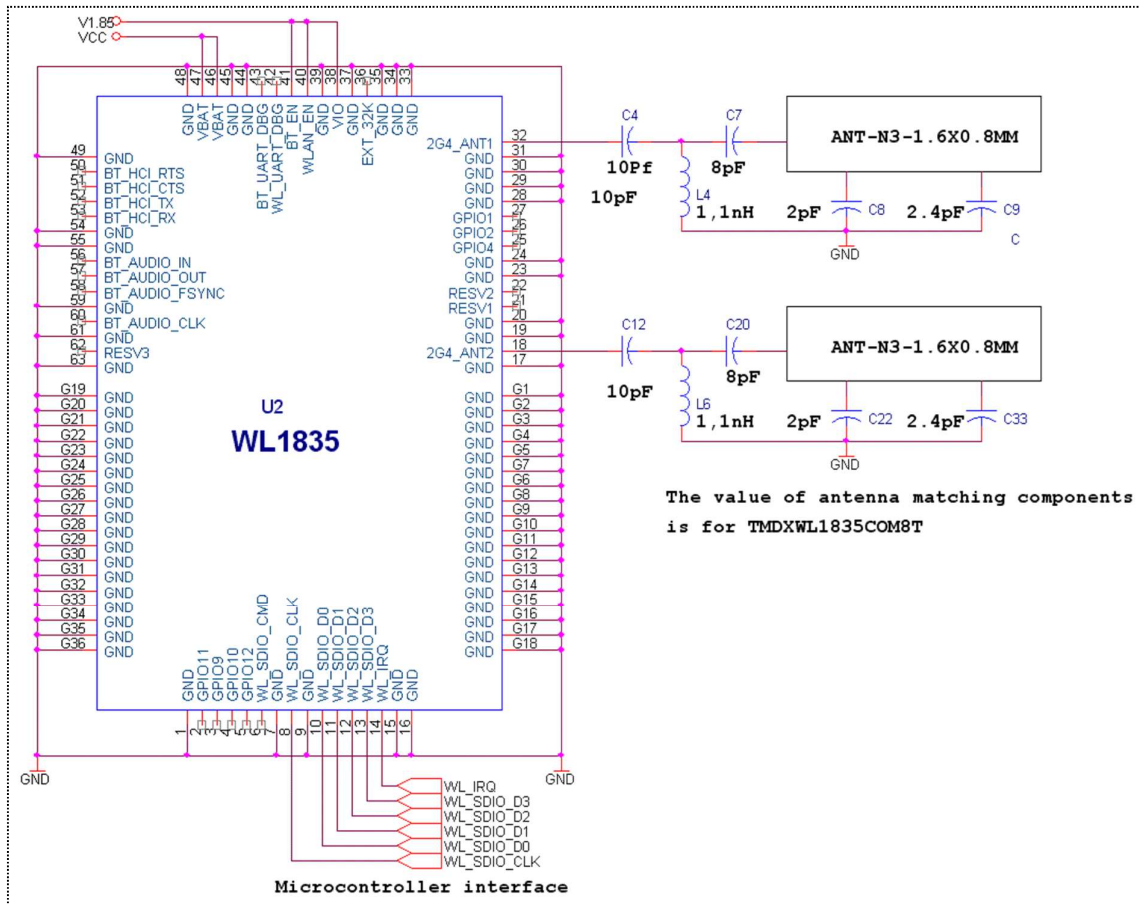 V1.85
VCC
48 47 46 45 44 43 42 41 40 39 38 37 36 35 34 33
GND VBAT VBAT GND GND BT_UART_DBG WL_UART_DBG BT_EN WLAN_EN GND VIO GND EXT_32K GND GND GND
49 GND
50 BT_HCI_RTS
51 BT_HCI_CTS
52 BT_HCI_TX
53 BT_HCI_RX
54 GND
55 GND
56 BT_AUDIO_IN
57 BT_AUDIO_OUT
58 BT_AUDIO_FSYNC
59 GND
60 BT_AUDIO_CLK
61 GND
62 RESV3
63 GND
G19 GND
G20 GND
G21 GND
G22 GND
G23 GND
G24 GND
G25 GND
G26 GND
G27 GND
G28 GND
G29 GND
G30 GND
G31 GND
G32 GND
G33 GND
G34 GND
G35 GND
G36 GND
U2
WL1835
2G4_ANT1 32
GND 31
GND 30
GND 29
GND 28
GPIO1 27
GPIO2 26
GPIO4 25
GND 24
GND 23
RESV2 22
RESV1 21
GND 20
GND 19
2G4_ANT2 18
GND 17
GND G1
GND G2
GND G3
GND G4
GND G5
GND G7
GND G6
GND G8
GND G9
GND G10
GND G11
GND G12
GND G13
GND G14
GND G15
GND G16
GND G17
GND G18
GND GPIO11 GPIO9 GPIO10 GPIO12 WL_SDIO_CMD GND WL_SDIO_CLK GND WL_SDIO_D0 WL_SDIO_D1 WL_SDIO_D2 WL_SDIO_D3 WL_IRQ GND GND
1 2 3 4 5 6 7 8 9 10 11 12 13 14 15 16
GND
GND
WL_IRQ
WL_SDIO_D3
WL_SDIO_D2
WL_SDIO_D1
WL_SDIO_D0
WL_SDIO_CLK
Microcontroller interface
C4 C7
ANT-N3-1.6X0.8MM
10Pf 8pF
10pF
L4
1,1nH
2pF C8
2.4pF C9
C
GND
C12 C20
ANT-N3-1.6X0.8MM
10pF 8pF
L6
1,1nH
2pF C22
2.4pF C33
GND
The value of antenna matching components
is for TMDXWL1835COM8T